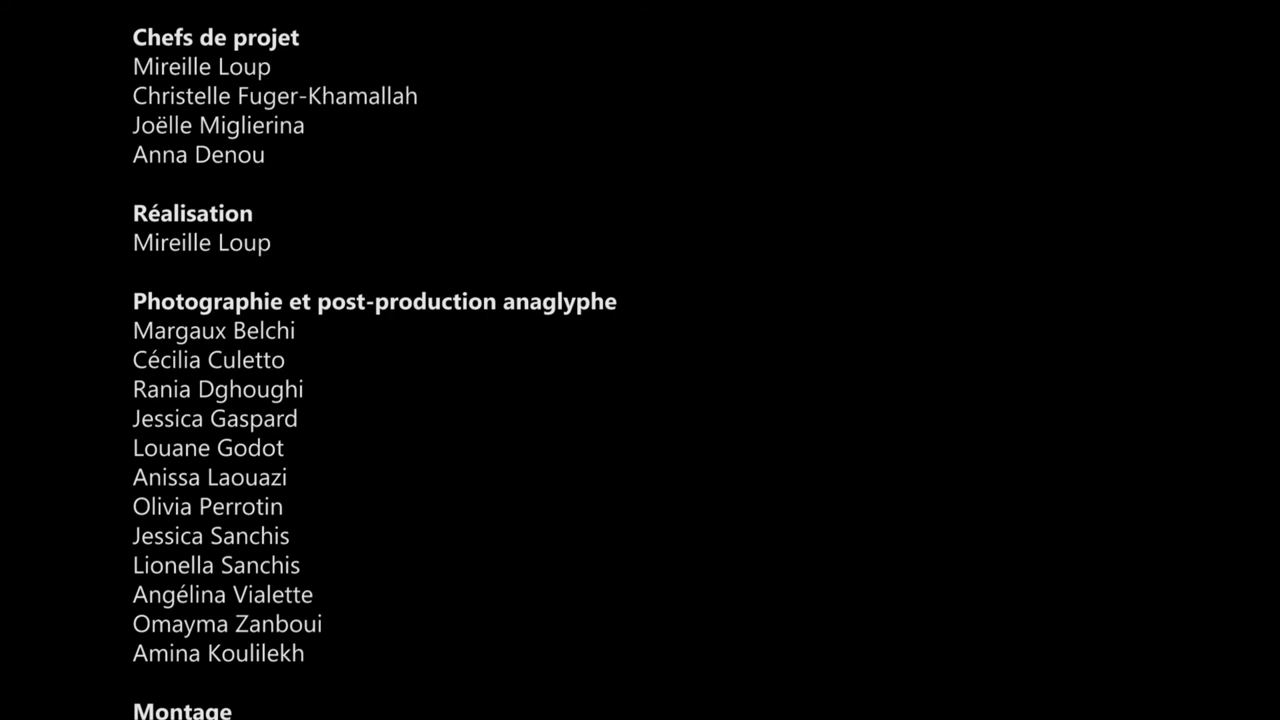 Chefs de projet
Mireille Loup
Christelle Fuger-Khamallah
Joëlle Miglierina
Anna Denou
Réalisation
Mireille Loup
Photographie et post-production anaglyphe
Margaux Belchi
Cécilia Culetto
Rania Dghoughi
Jessica Gaspard
Louane Godot
Anissa Laouazi
Olivia Perrotin
Jessica Sanchis
Lionella Sanchis
Angélina Vialette
Omayma Zanboui
Amina Koulilekh
Montage